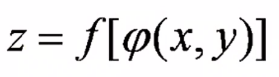 z = f[φ(x, y)]